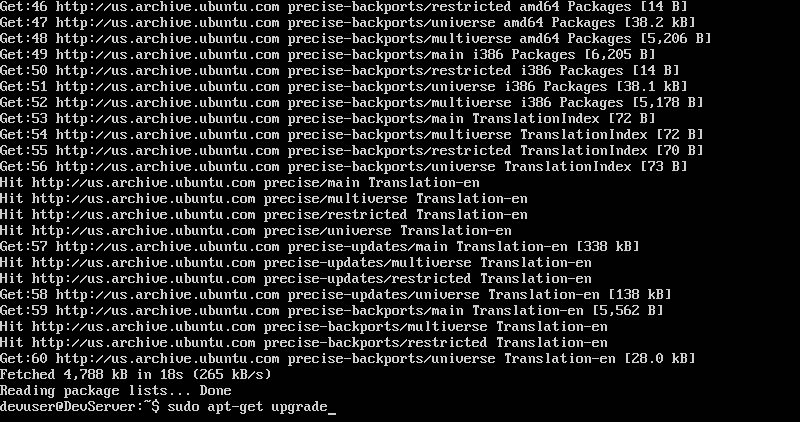 Get:46 http://us.archive.ubuntu.com precise-backports/restricted amd64 Packages [14 B]
Get:47 http://us.archive.ubuntu.com precise-backports/universe amd64 Packages [38.2 kB]
Get:48 http://us.archive.ubuntu.com precise-backports/multiverse amd64 Packages [5,206 B]
Get:49 http://us.archive.ubuntu.com precise-backports/main i386 Packages [6,205 B]
Get:50 http://us.archive.ubuntu.com precise-backports/restricted i386 Packages [14 B]
Get:51 http://us.archive.ubuntu.com precise-backports/universe i386 Packages [38.1 kB]
Get:52 http://us.archive.ubuntu.com precise-backports/multiverse i386 Packages [5,178 B]
Get:53 http://us.archive.ubuntu.com precise-backports/main TranslationIndex [72 B]
Get:54 http://us.archive.ubuntu.com precise-backports/multiverse TranslationIndex [72 B]
Get:55 http://us.archive.ubuntu.com precise-backports/restricted TranslationIndex [70 B]
Get:56 http://us.archive.ubuntu.com precise-backports/universe TranslationIndex [73 B]
Hit http://us.archive.ubuntu.com precise/main Translation-en
Hit http://us.archive.ubuntu.com precise/multiverse Translation-en
Hit http://us.archive.ubuntu.com precise/restricted Translation-en
Hit http://us.archive.ubuntu.com precise/universe Translation-en
Get:57 http://us.archive.ubuntu.com precise-updates/main Translation-en [338 kB]
Hit http://us.archive.ubuntu.com precise-updates/multiverse Translation-en
Hit http://us.archive.ubuntu.com precise-updates/restricted Translation-en
Get:58 http://us.archive.ubuntu.com precise-updates/universe Translation-en [138 kB]
Get:59 http://us.archive.ubuntu.com precise-backports/main Translation-en [5,562 B]
Hit http://us.archive.ubuntu.com precise-backports/multiverse Translation-en
Hit http://us.archive.ubuntu.com precise-backports/restricted Translation-en
Get:60 http://us.archive.ubuntu.com precise-backports/universe Translation-en [28.0 kB]
Fetched 4,788 kB in 18s (265 kB/s)
Reading package lists... Done
devuser@DevServer:~$ sudo apt-get upgrade_